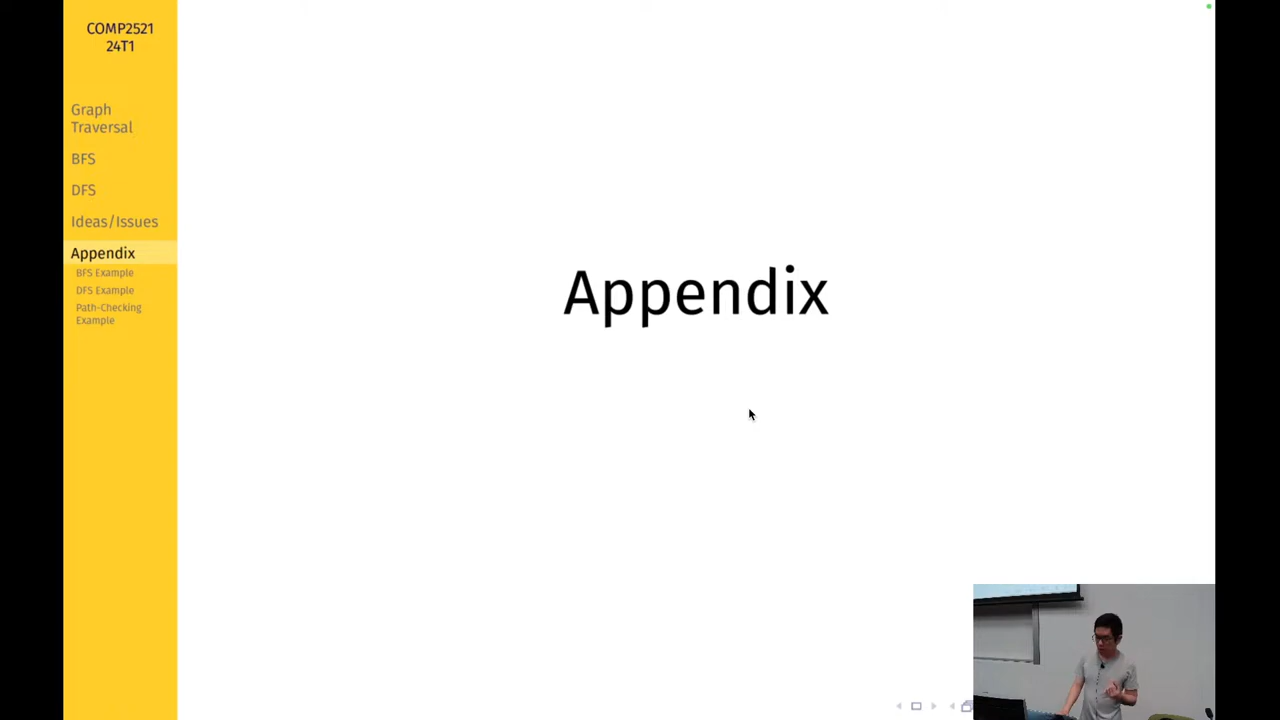 COMP2521
24T1
Graph
Traversal
BFS
DFS
Ideas/Issues
Appendix
BFS Example
DFS Example
Path-Checking
Example
Appendix